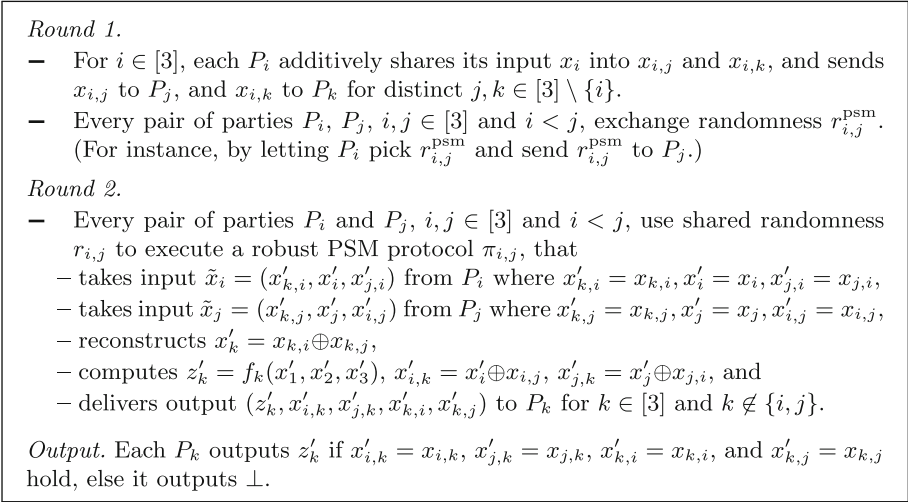 Round 1.
– For i ∈ [3], each P_i additively shares its input x_i into x_{i,j} and x_{i,k}, and sends
x_{i,j} to P_j, and x_{i,k} to P_k for distinct j, k ∈ [3] \ {i}.
– Every pair of parties P_i, P_j, i, j ∈ [3] and i < j, exchange randomness r_{i,j}^{psm}.
(For instance, by letting P_i pick r_{i,j}^{psm} and send r_{i,j}^{psm} to P_j.)
Round 2.
– Every pair of parties P_i and P_j, i, j ∈ [3] and i < j, use shared randomness
r_{i,j} to execute a robust PSM protocol π_{i,j}, that
– takes input x̃_i = (x'_{k,i}, x'_i, x'_{j,i}) from P_i where x'_{k,i} = x_{k,i}, x'_i = x_i, x'_{j,i} = x_{j,i},
– takes input x̃_j = (x'_{k,j}, x'_j, x'_{i,j}) from P_j where x'_{k,j} = x_{k,j}, x'_j = x_j, x'_{i,j} = x_{i,j},
– reconstructs x'_k = x_{k,i}⊕x_{k,j},
– computes z'_k = f_k(x'_1, x'_2, x'_3), x'_{i,k} = x'_i⊕x_{i,j}, x'_{j,k} = x'_j⊕x_{j,i}, and
– delivers output (z'_k, x'_{i,k}, x'_{j,k}, x'_{k,i}, x'_{k,j}) to P_k for k ∈ [3] and k ∉ {i, j}.
Output. Each P_k outputs z'_k if x'_{i,k} = x_{i,k}, x'_{j,k} = x_{j,k}, x'_{k,i} = x_{k,i}, and x'_{k,j} = x_{k,j}
hold, else it outputs ⊥.